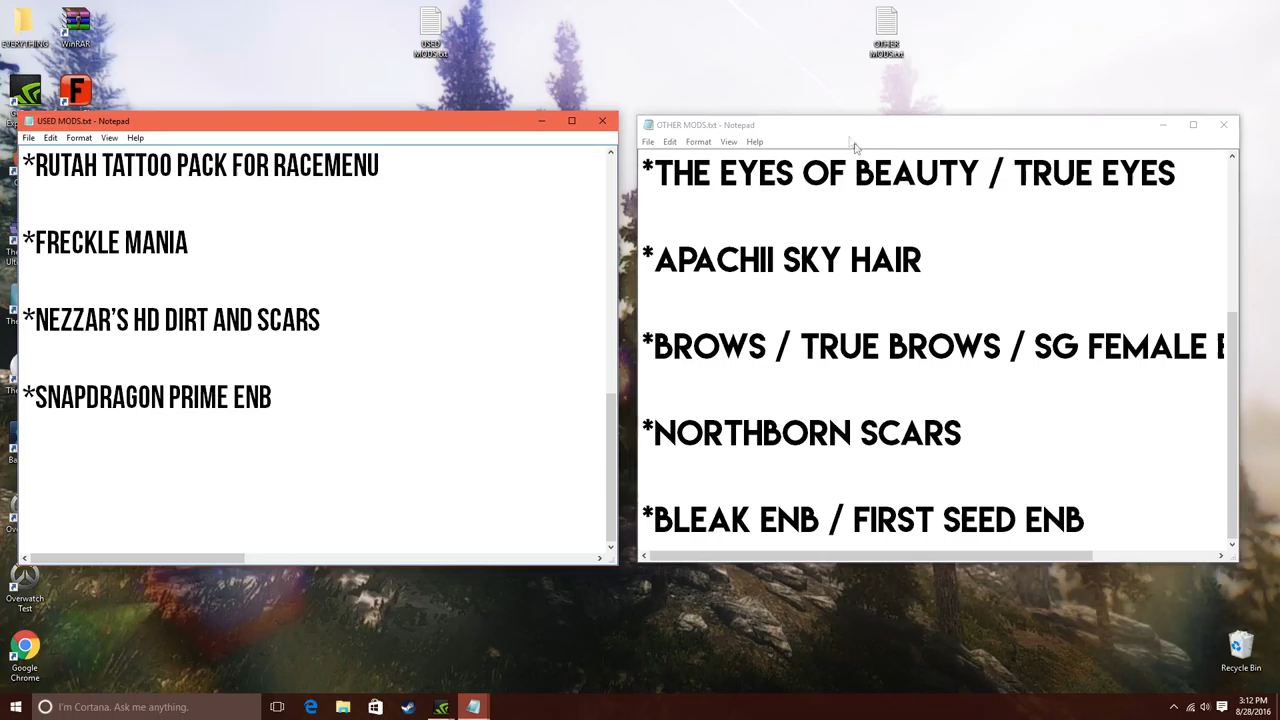 EVERYTHING
WinRAR
USED
MODS.txt
OTHER
MODS.txt
USED MODS.txt - Notepad
File Edit Format View Help
*RUTAH TATTOO PACK FOR RACEMENU
*FRECKLE MANIA
*NEZZAR'S HD DIRT AND SCARS
*SNAPDRAGON PRIME ENB
OTHER MODS.txt - Notepad
File Edit Format View Help
*THE EYES OF BEAUTY / TRUE EYES
*APACHII SKY HAIR
*BROWS / TRUE BROWS / SG FEMALE
*NORTHBORN SCARS
*BLEAK ENB / FIRST SEED ENB
Overwatch
Test
Google
Chrome
Recycle Bin
I'm Cortana. Ask me anything.
3:12 PM
8/28/2016